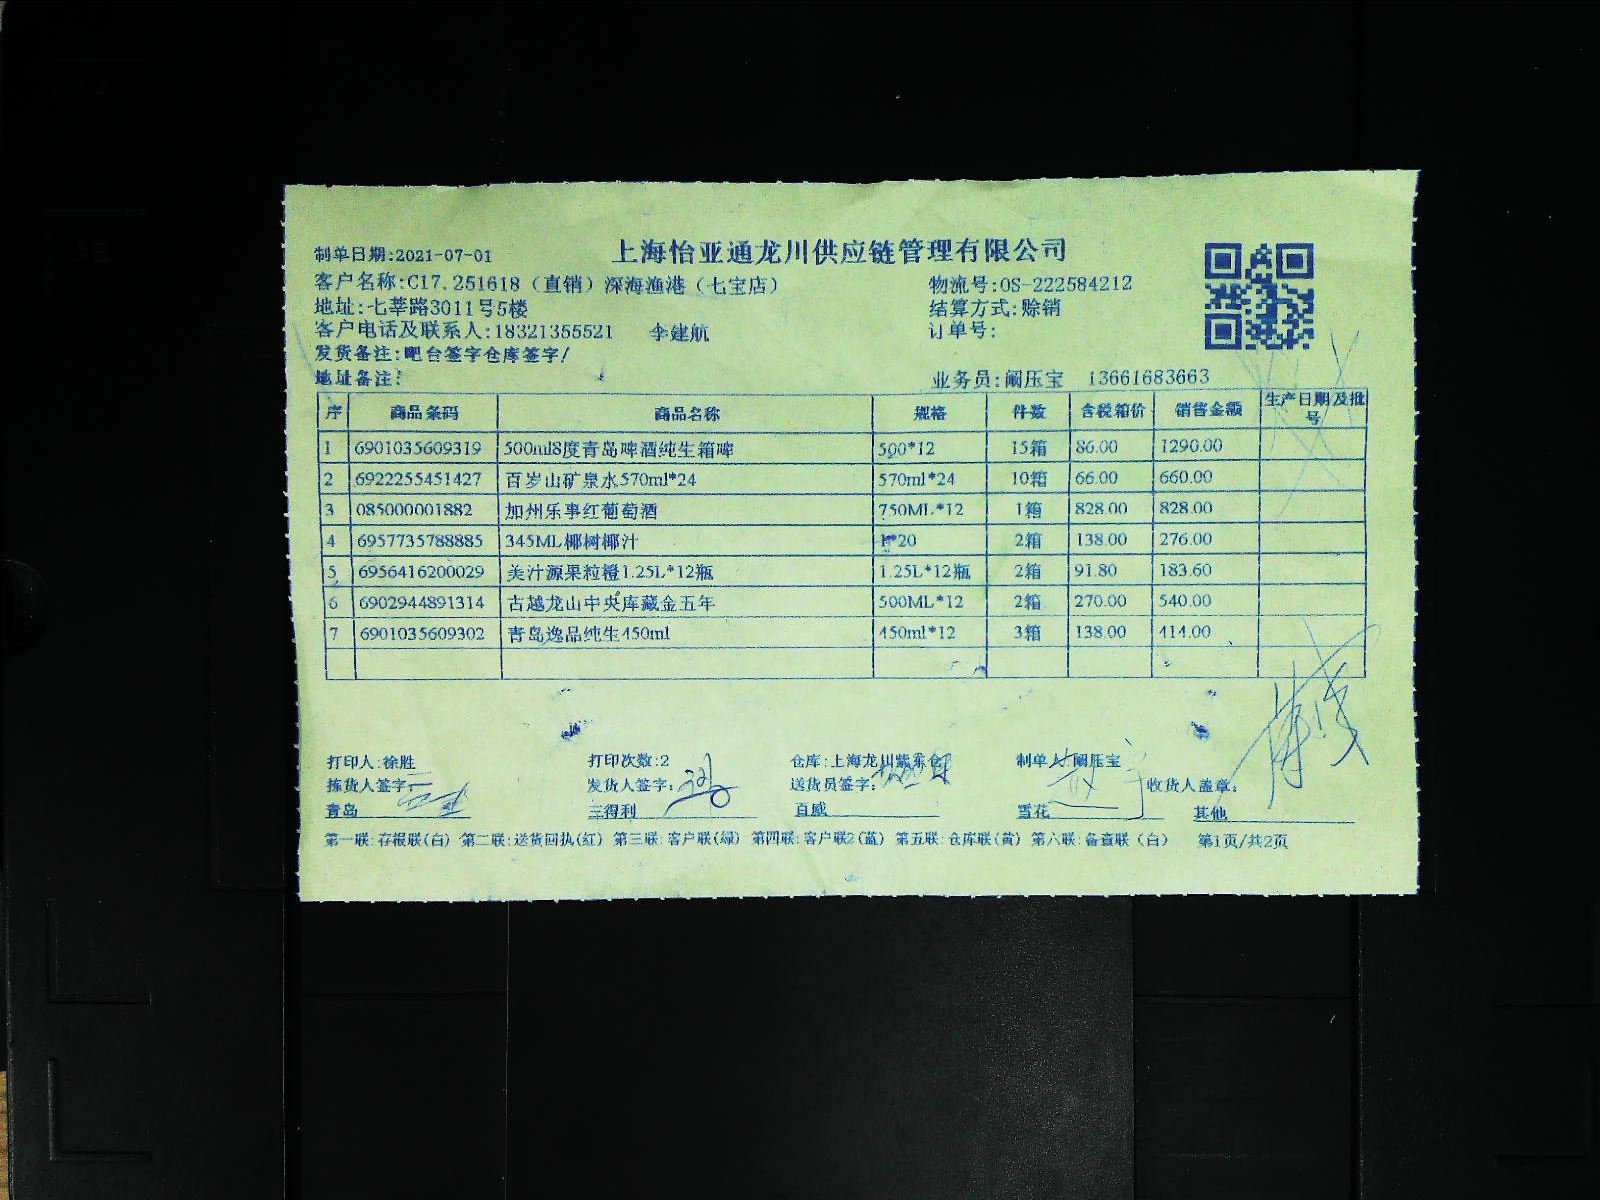 上海怡亚通龙川供应链管理有限公司
制单日期:2021-07-01
客户名称:C17.251618（直销）深海渔港（七宝店） 物流号:OS-222584212
地址:七莘路3011号5楼 结算方式:赊销
客户电话及联系人:18321355521 李建航 订单号:
发货备注:吧台签字仓库签字/
地址备注: 业务员:阚压宝 13661683663
序 商品条码 商品名称 规格 件数 含税箱价 销售金额 生产日期及批号
1 6901035609319 500ml8度青岛啤酒纯生箱啤 500*12 15箱 86.00 1290.00
2 6922255451427 百岁山矿泉水570ml*24 570ml*24 10箱 66.00 660.00
3 085000001882 加州乐事红葡萄酒 750ML*12 1箱 828.00 828.00
4 6957735788885 345ML椰树椰汁 1*20 2箱 138.00 276.00
5 6956416200029 美汁源果粒橙1.25L*12瓶 1.25L*12瓶 2箱 91.80 183.60
6 6902944891314 古越龙山中央库藏金五年 500ML*12 2箱 270.00 540.00
7 6901035609302 青岛逸品纯生450ml 450ml*12 3箱 138.00 414.00
打印人:徐胜 打印次数:2 仓库:上海龙川紫东仓 制单人:阚压宝
拣货人签字: 发货人签字: 送货员签字: 收货人盖章:
青岛 三得利 百威 雪花 其他
第一联:存根联(白) 第二联:送货回执(红) 第三联:客户联(绿) 第四联:客户联2(蓝) 第五联:仓库联(黄) 第六联:备查联（白） 第1页/共2页